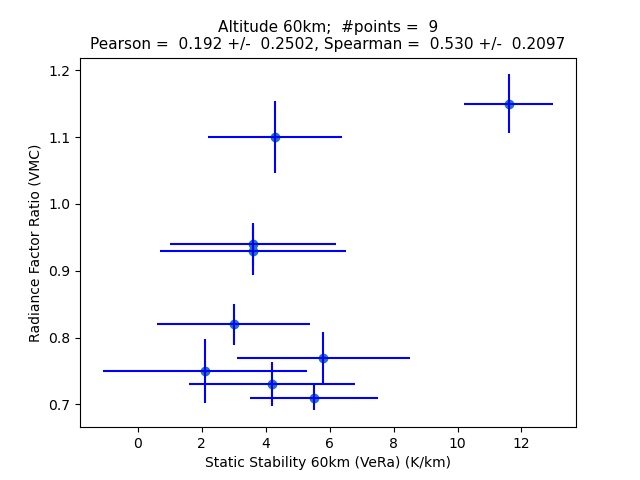 Altitude 60km;  #points =  9
Pearson =  0.192 +/-  0.2502, Spearman =  0.530 +/-  0.2097
1.2
1.1
1.0
0.9
0.8
0.7
Radiance Factor Ratio (VMC)
0 2 4 6 8 10 12
Static Stability 60km (VeRa) (K/km)